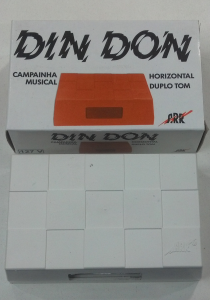 DIN DON
CAMPAINHA HORIZONTAL
MUSICAL DUPLO TOM
ARK
DIN DON